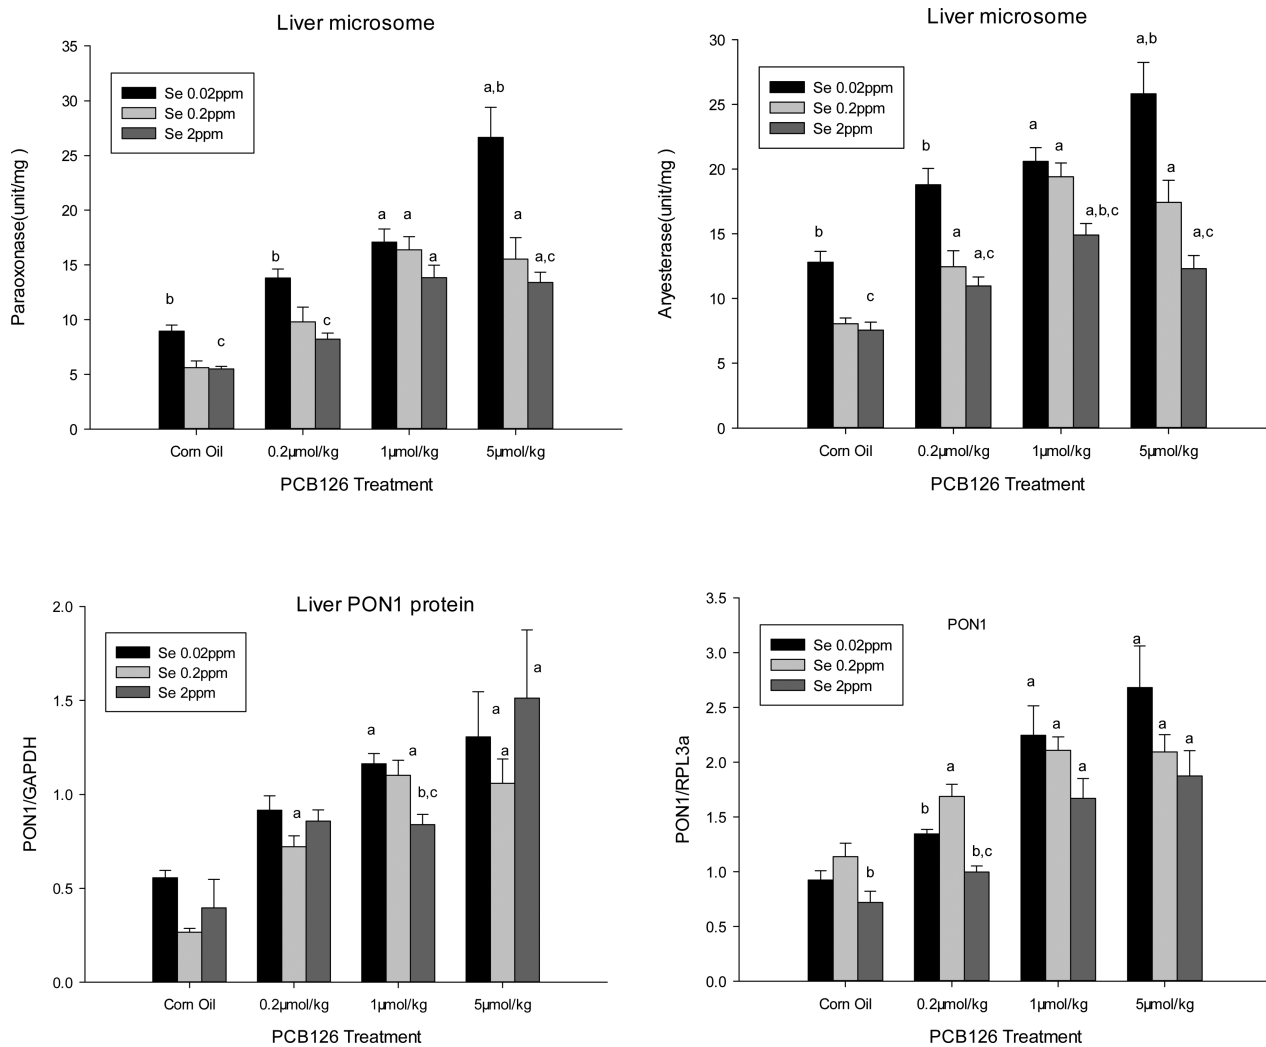 Liver microsome
Paraoxonase(unit/mg )
35
30
25
20
15
10
5
0
Se 0.02ppm
Se 0.2ppm
Se 2ppm
b
c
b
c
a
a
a
a,b
a
a,c
Corn Oil
0.2µmol/kg
1µmol/kg
5µmol/kg
PCB126 Treatment
Liver microsome
Aryesterase(unit/mg )
30
25
20
15
10
5
0
Se 0.02ppm
Se 0.2ppm
Se 2ppm
b
c
b
a
a,c
a
a
a,b,c
a,b
a
a,c
Corn Oil
0.2µmol/kg
1µmol/kg
5µmol/kg
PCB126 Treatment
Liver PON1 protein
PON1/GAPDH
2.0
1.5
1.0
0.5
0.0
Se 0.02ppm
Se 0.2ppm
Se 2ppm
a
a
a
b,c
a
a
a
Corn Oil
0.2µmol/kg
1µmol/kg
5µmol/kg
PCB126 Treatment
PON1
PON1/RPL3a
3.5
3.0
2.5
2.0
1.5
1.0
0.5
0.0
Se 0.02ppm
Se 0.2ppm
Se 2ppm
b
b
a
b,c
a
a
a
a
a
a
Corn Oil
0.2µmol/kg
1µmol/kg
5µmol/kg
PCB126 Treatment